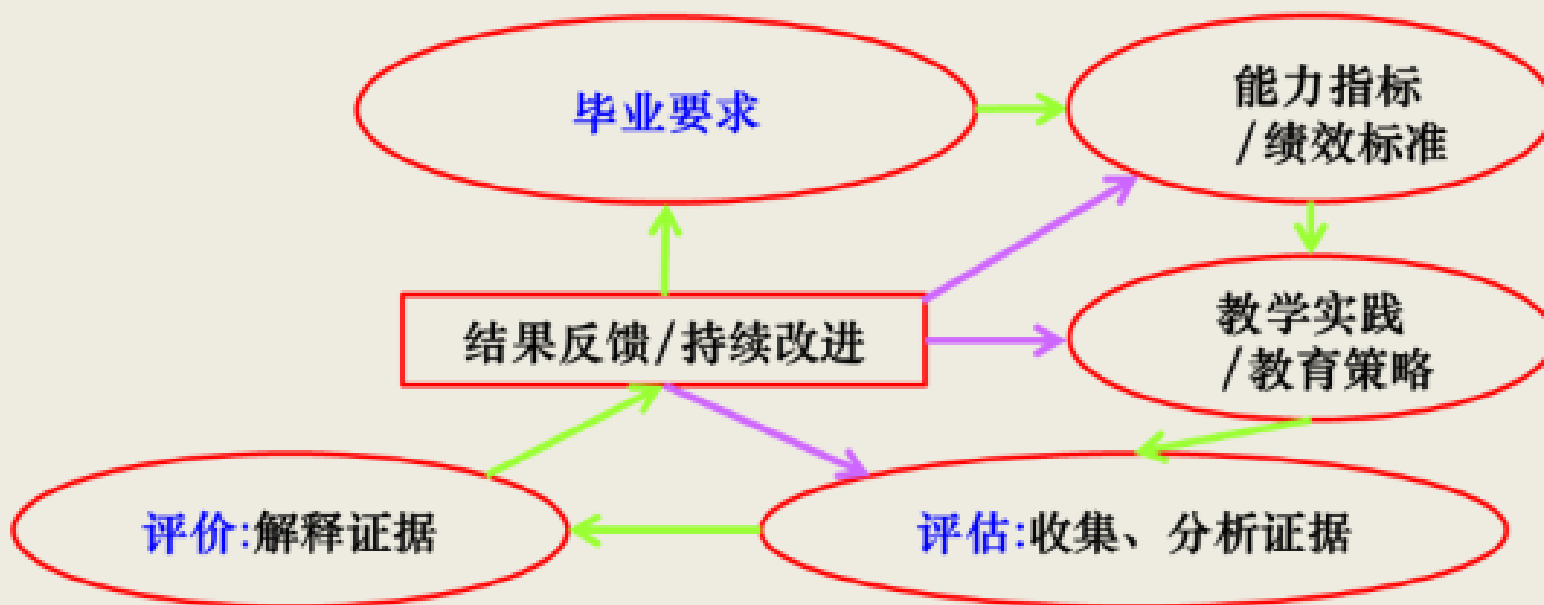 毕业要求
能力指标
/绩效标准
结果反馈/持续改进
教学实践
/教育策略
评价:解释证据
评估:收集、分析证据